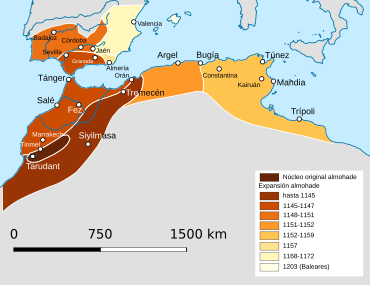 Valencia
Badajoz
Córdoba
Sevilla
Jaén
Granada
Almería
Orán
Argel
Bugía
Túnez
Constantina
Kairuán
Mahdia
Trípoli
Tánger
Tremecén
Salé
Fez
Marrakech
Tinmel
Siyilmasa
Tarudant
0 750 1500 km
Núcleo original almohade
Expansión almohade
hasta 1145
1145-1147
1148-1151
1151-1152
1152-1159
1157
1168-1172
1203 (Baleares)